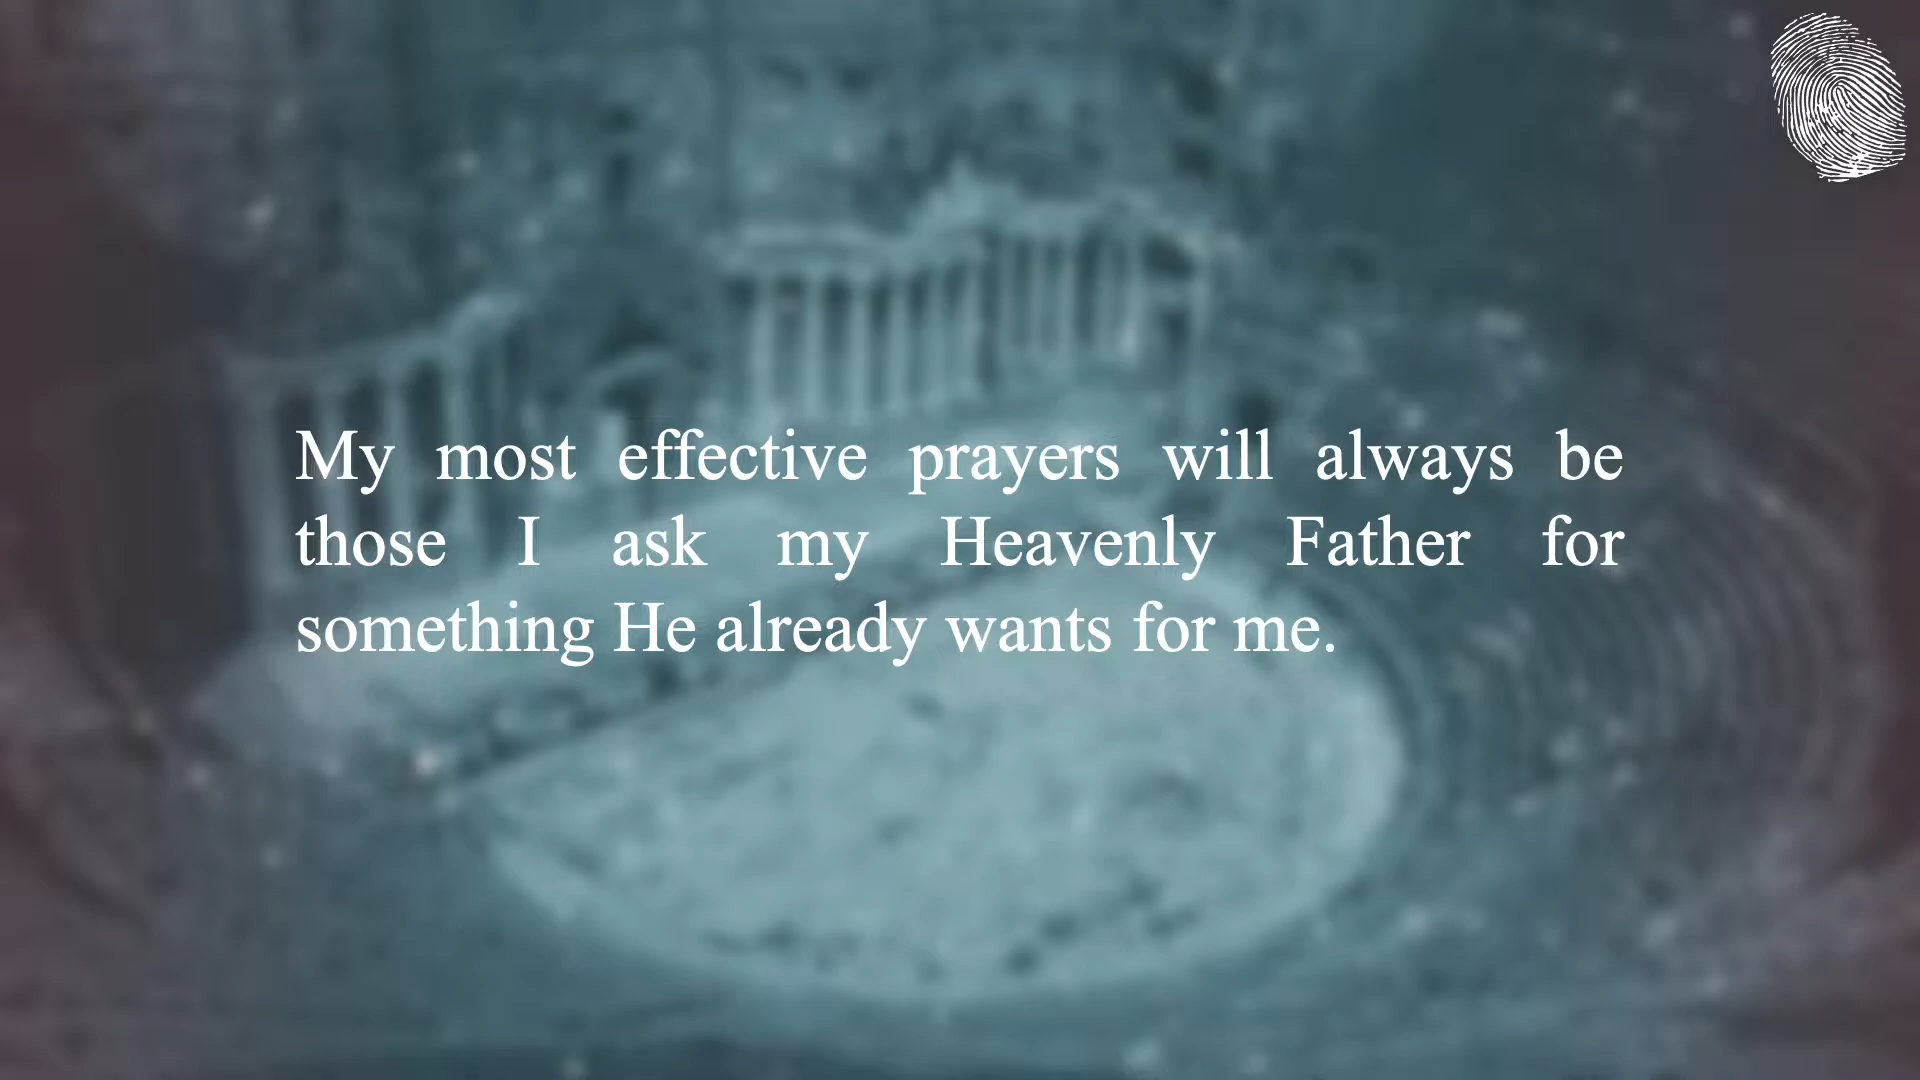 My most effective prayers will always be
those I ask my Heavenly Father for
something He already wants for me.